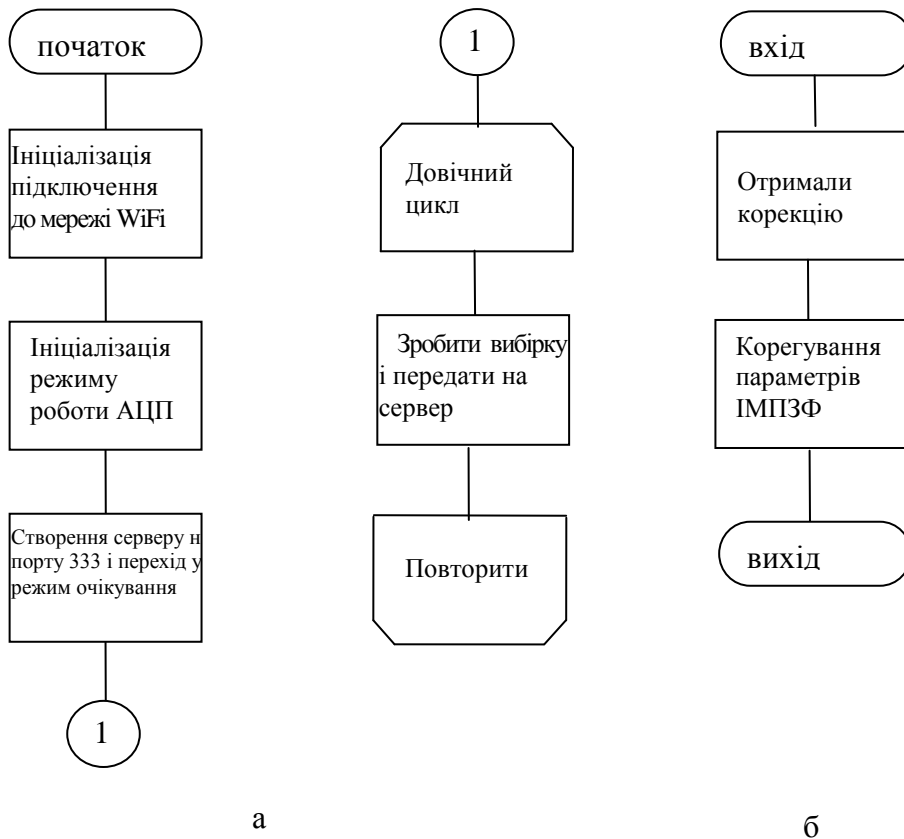 початок
Ініціалізація
підключення
до мережі WiFi
Ініціалізація
режиму
роботи АЦП
Створення серверу н
порту 333 і перехід у
режим очікування
1
1
Довічний
цикл
Зробити вибірку
і передати на
сервер
Повторити
а
вхід
Отримали
корекцію
Корегування
параметрів
ІМПЗФ
вихід
б